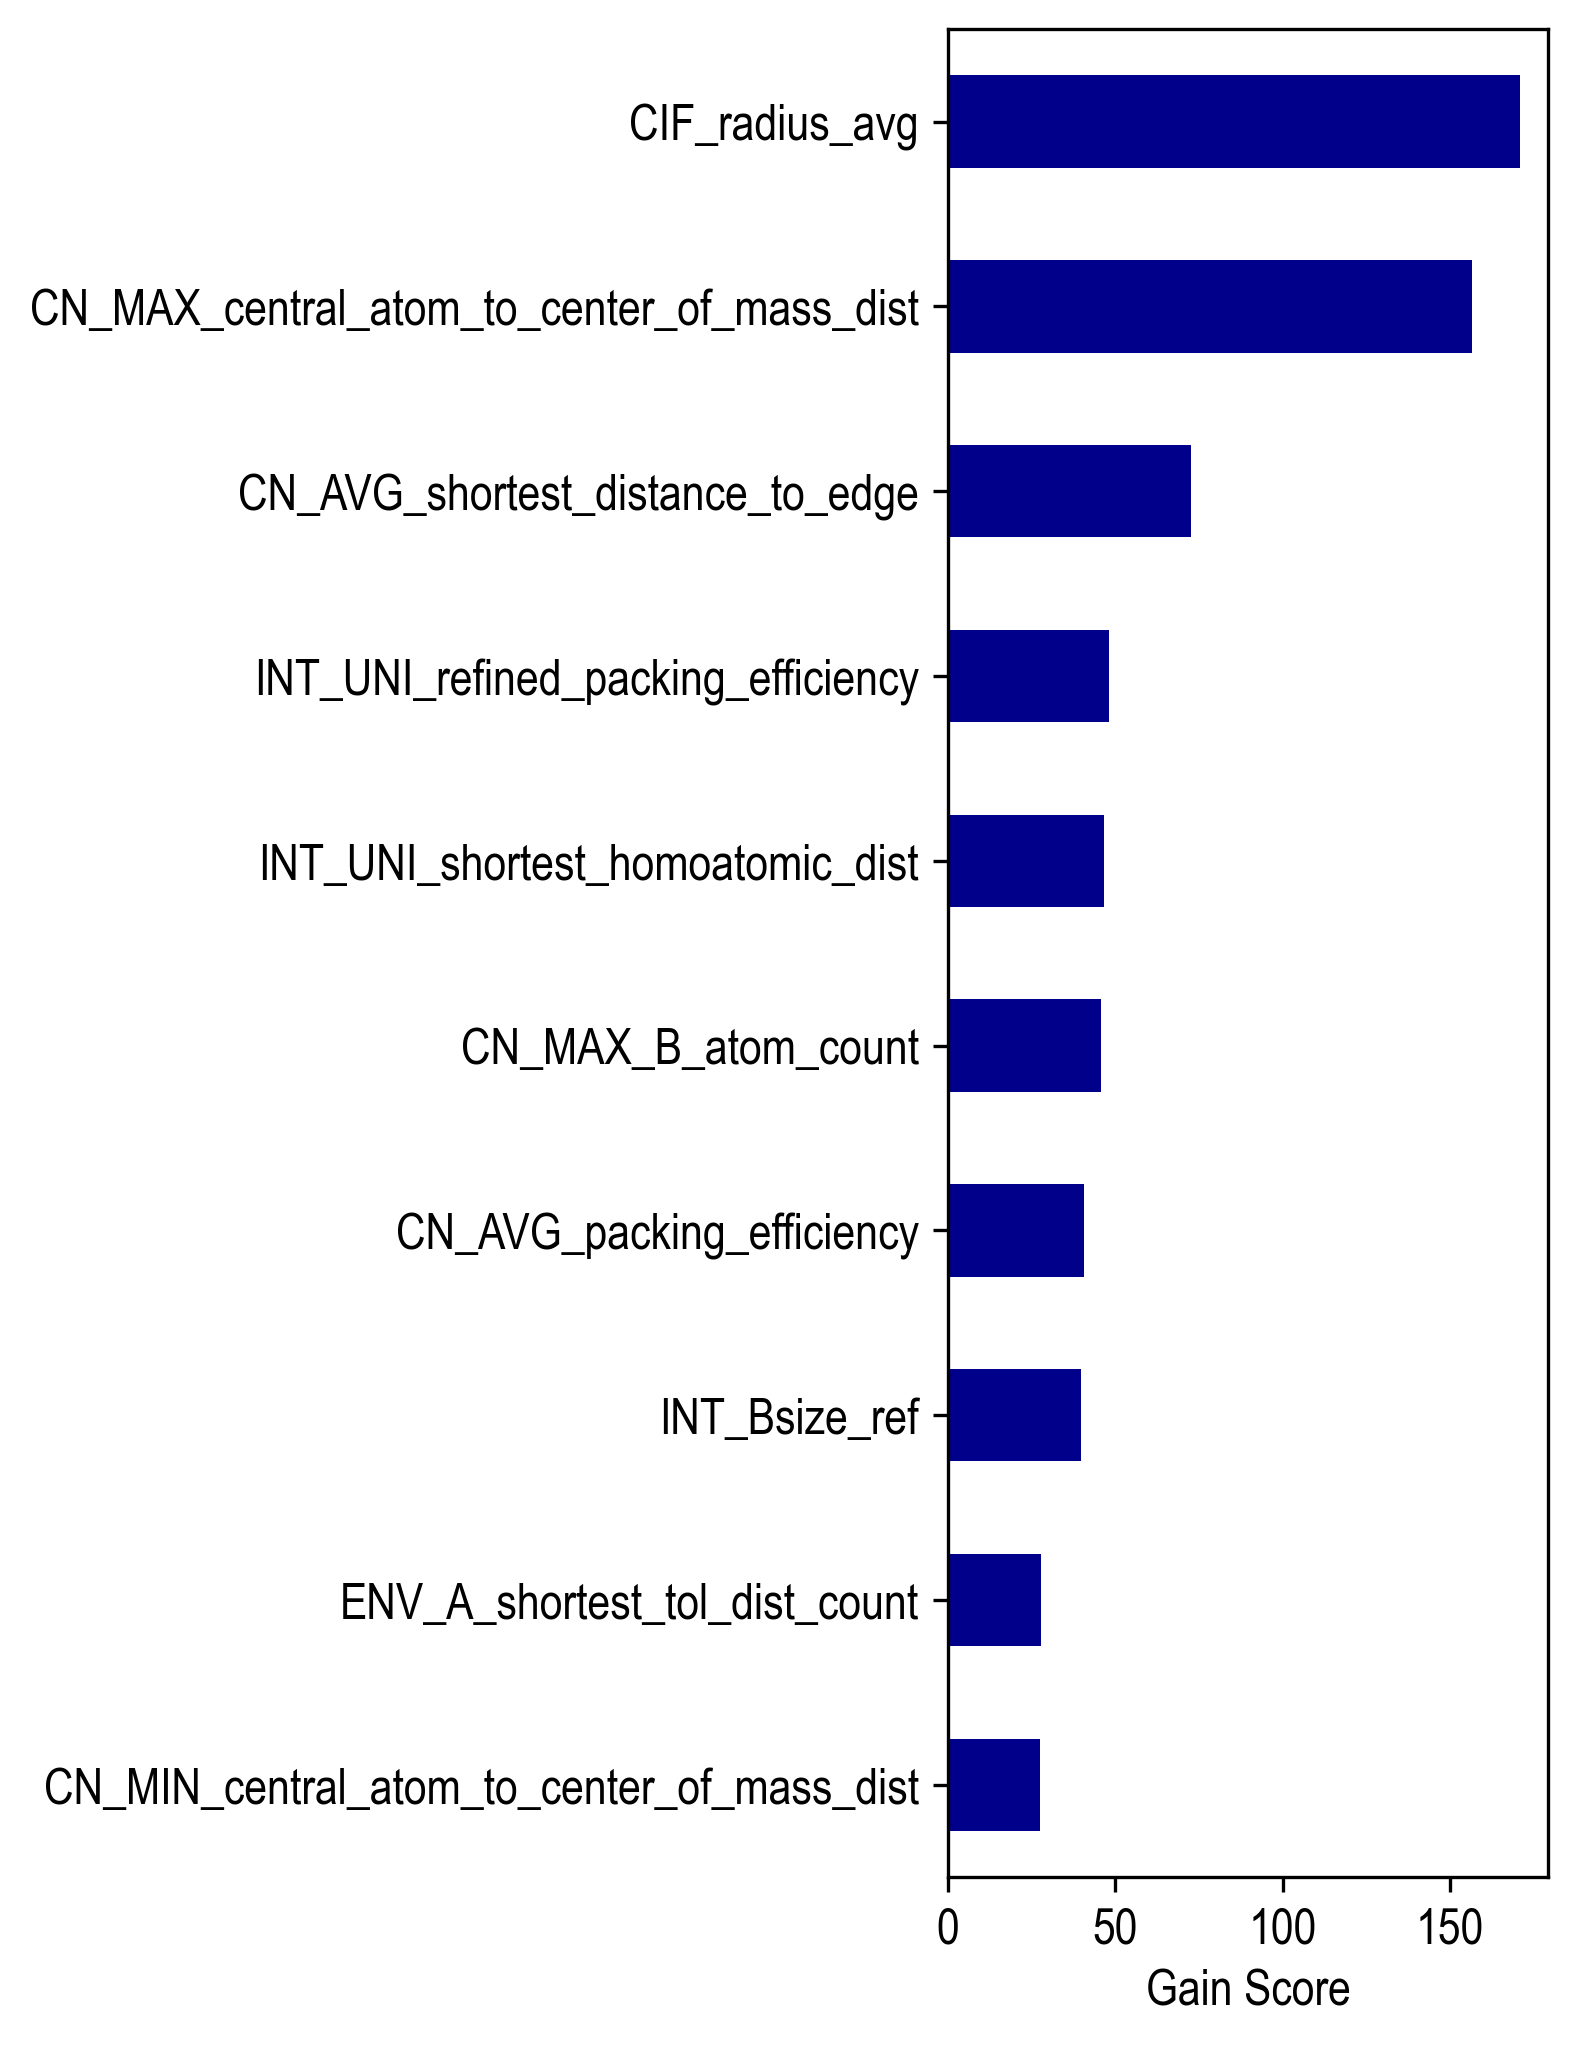 CIF_radius_avg
CN_MAX_central_atom_to_center_of_mass_dist
CN_AVG_shortest_distance_to_edge
INT_UNI_refined_packing_efficiency
INT_UNI_shortest_homoatomic_dist
CN_MAX_B_atom_count
CN_AVG_packing_efficiency
INT_Bsize_ref
ENV_A_shortest_tol_dist_count
CN_MIN_central_atom_to_center_of_mass_dist
0 50 100 150
Gain Score